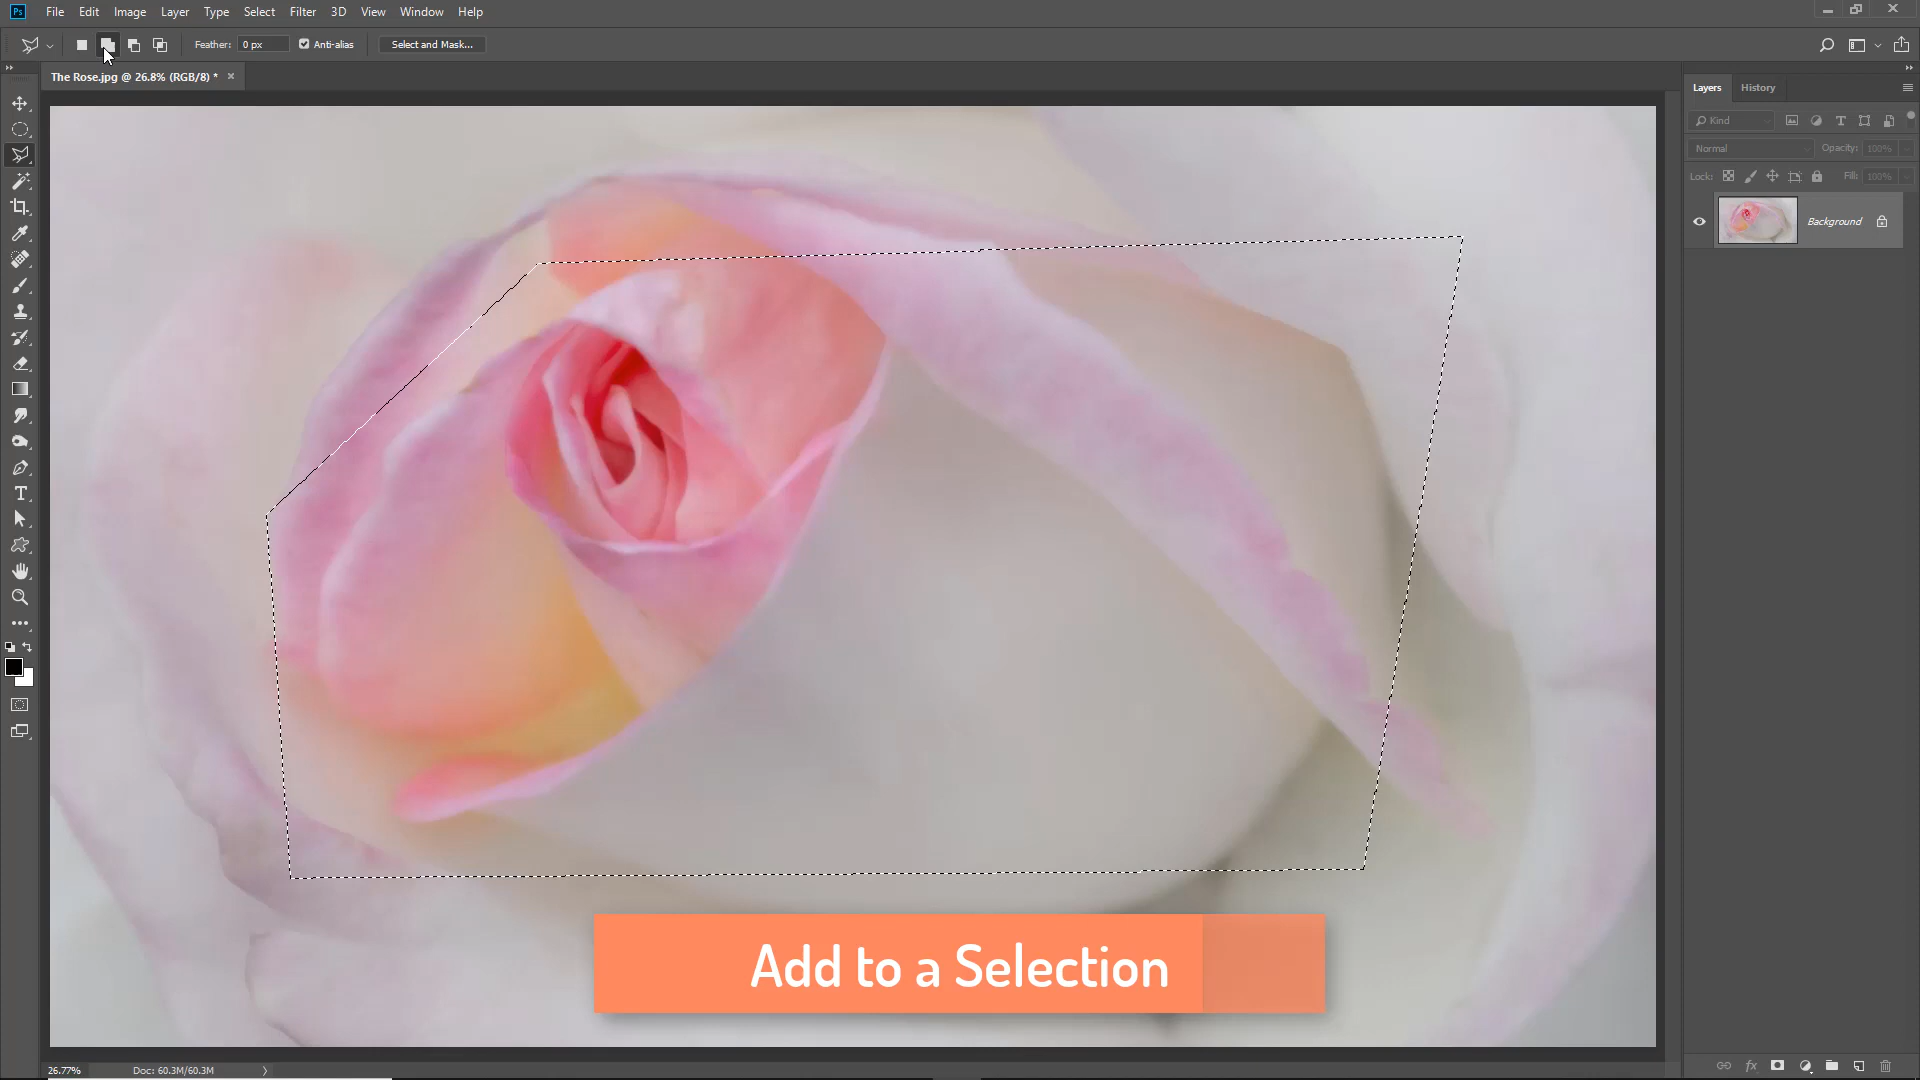 Ps File Edit Image Layer Type Select Filter 3D View Window Help
Feather: 0 px Anti-alias Select and Mask...
The Rose.jpg @ 26.8% (RGB/8) * ×
Layers History
Kind
Normal Opacity: 100%
Lock: Fill: 100%
Background
Add to a Selection
26.77% Doc: 60.3M/60.3M
fx